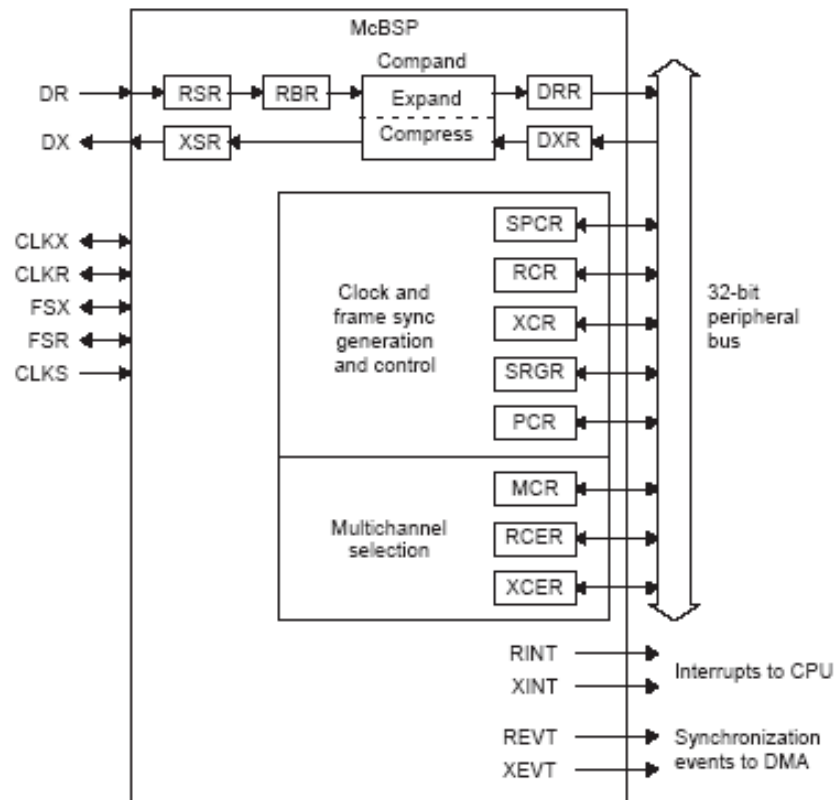 McBSP
Compand
DR
RSR
RBR
Expand
DRR
DX
XSR
Compress
DXR
CLKX
CLKR
FSX
FSR
CLKS
Clock and
frame sync
generation
and control
SPCR
RCR
XCR
SRGR
PCR
32-bit
peripheral
bus
Multichannel
selection
MCR
RCER
XCER
RINT
XINT
Interrupts to CPU
REVT
XEVT
Synchronization
events to DMA